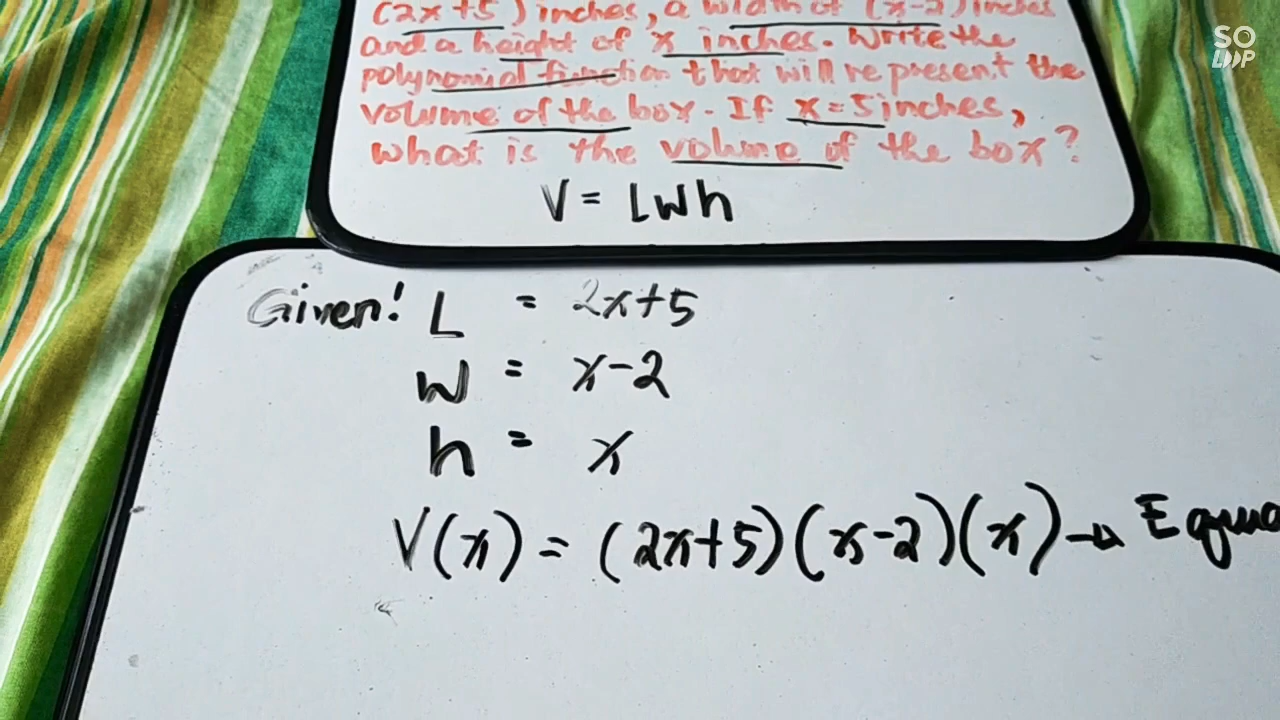 (2x+5) inches, a width of (x-2) inches
and a height of x inches. Write the
polynomial function that will represent the
volume of the box. If x = 5 inches,
what is the volume of the box?
V = LWh
Given! L = 2x+5
W = x-2
h = x
V(x) = (2x+5)(x-2)(x) →
SO
LOOP